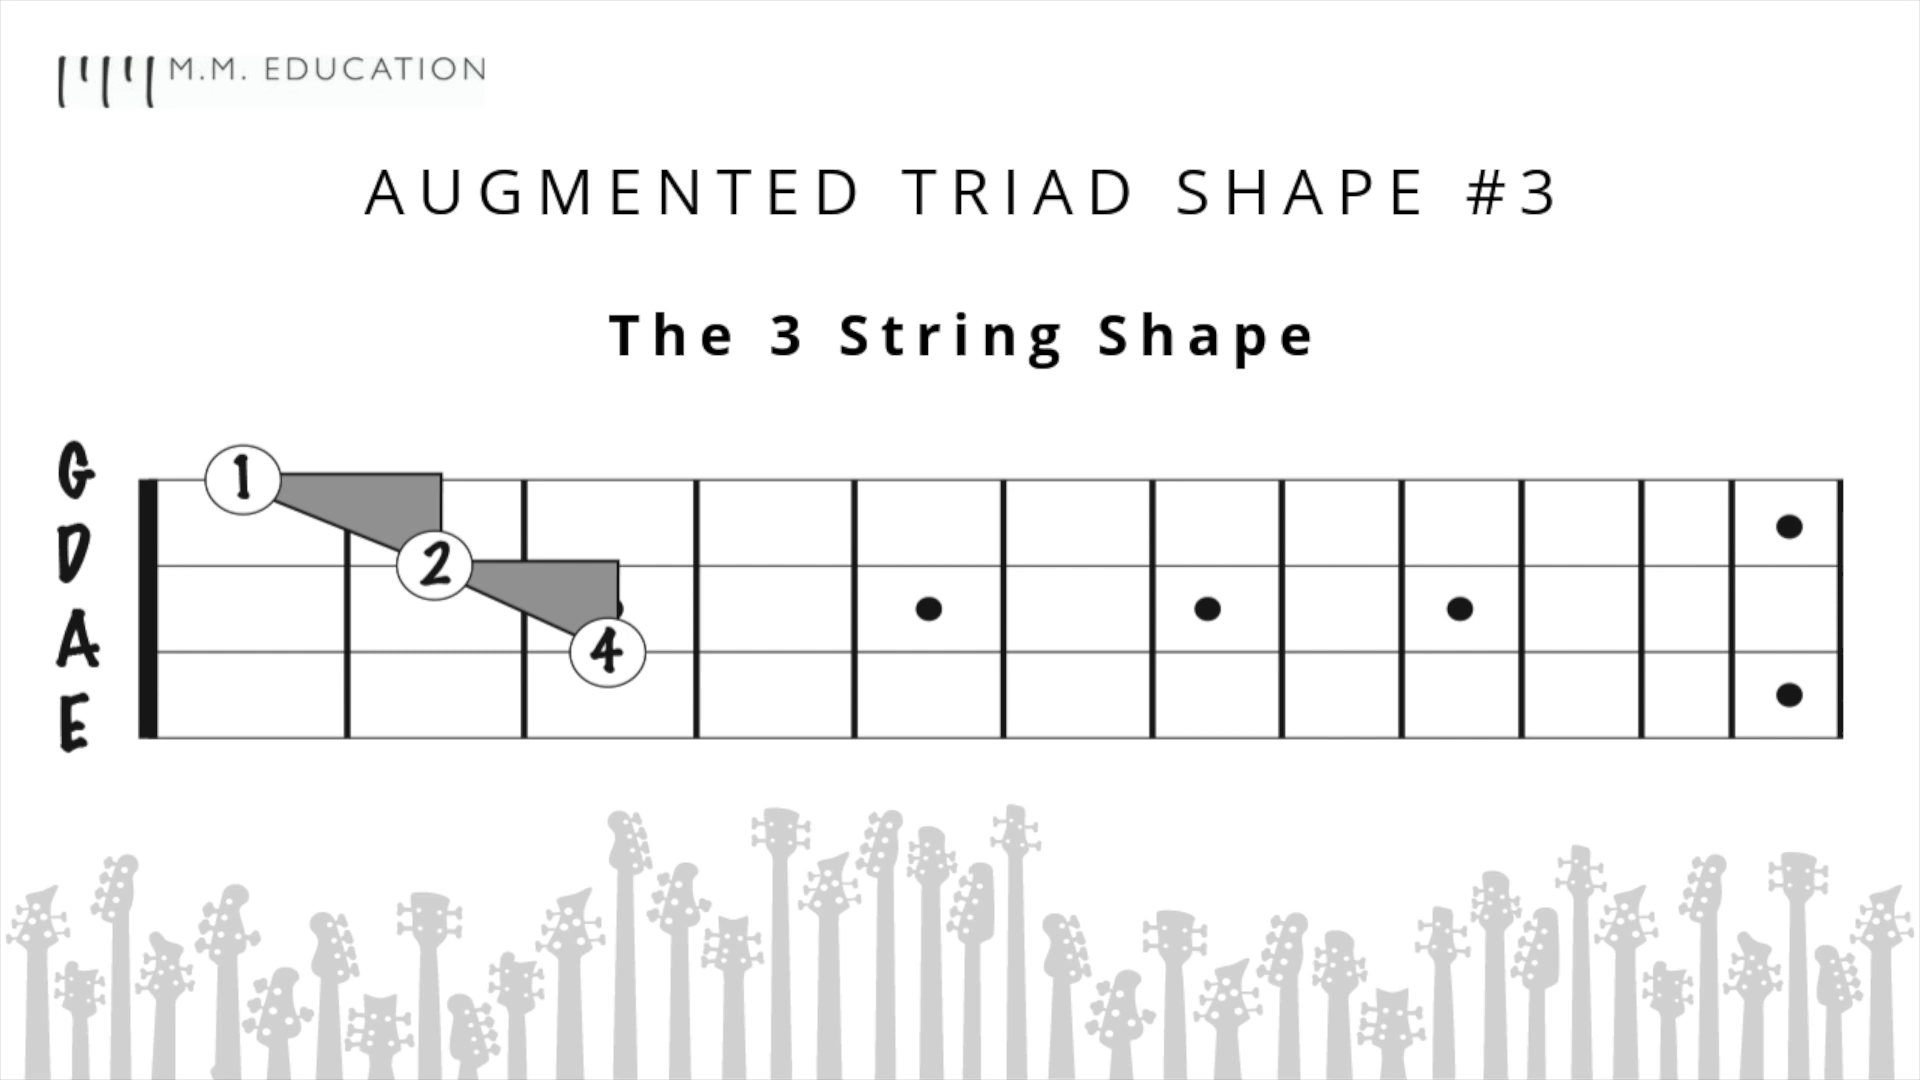 M.M. EDUCATION
AUGMENTED TRIAD SHAPE #3
The 3 String Shape
G
1
D
2
A
4
E